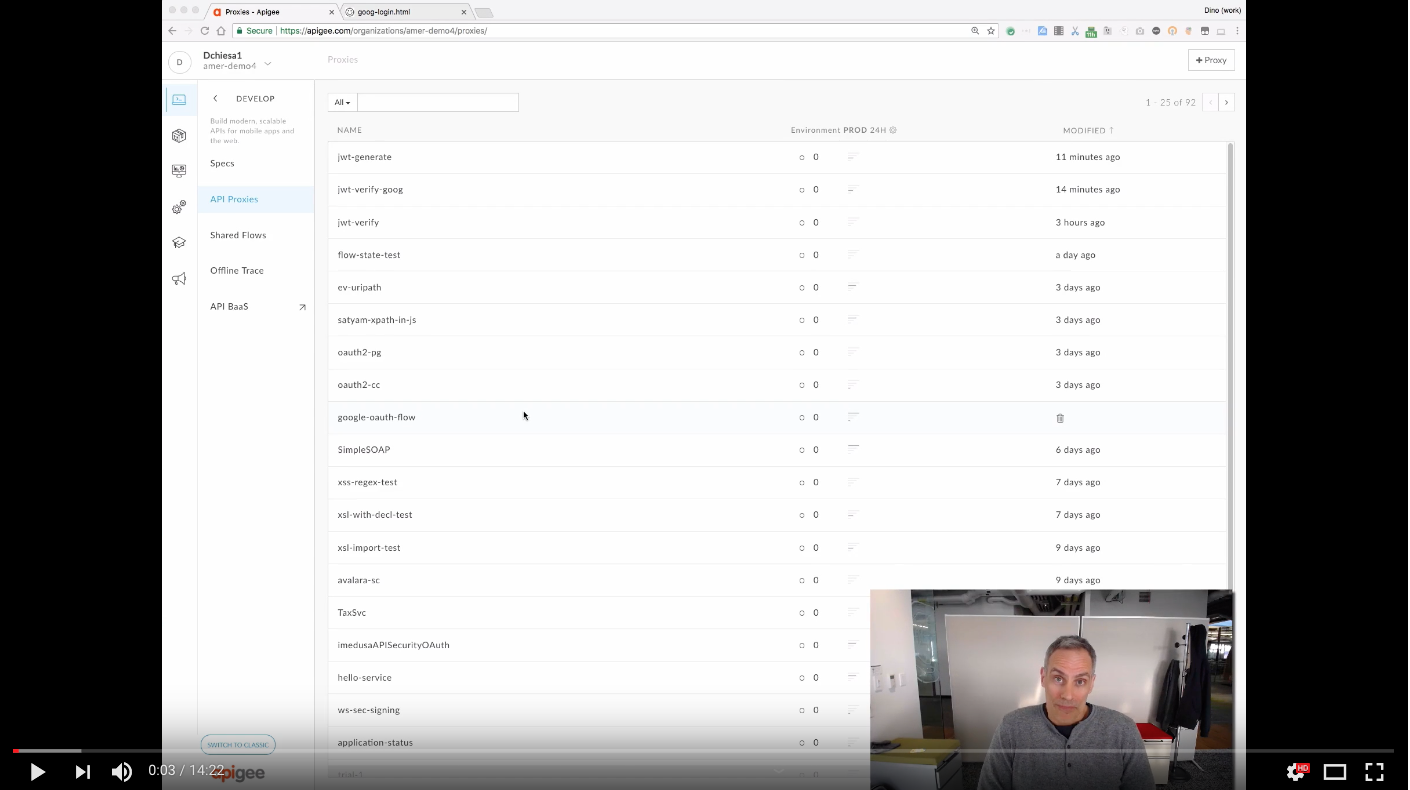 Proxies - Apigee
goog-login.html
Dino (work)
Secure
https://apigee.com/organizations/amer-demo4/proxies/
D
Dchiesa1
amer-demo4
Proxies
+ Proxy
DEVELOP
Build modern, scalable
APIs for mobile apps and
the web.
Specs
API Proxies
Shared Flows
Offline Trace
API BaaS
SWITCH TO CLASSIC
apigee
All
1 - 25 of 92
NAME Environment PROD 24H MODIFIED ↑
jwt-generate 0 11 minutes ago
jwt-verify-goog 0 14 minutes ago
jwt-verify 0 3 hours ago
flow-state-test 0 a day ago
ev-uripath 0 3 days ago
satyam-xpath-in-js 0 3 days ago
oauth2-pg 0 3 days ago
oauth2-cc 0 3 days ago
google-oauth-flow 0
SimpleSOAP 0 6 days ago
xss-regex-test 0 7 days ago
xsl-with-decl-test 0 7 days ago
xsl-import-test 0 9 days ago
avalara-sc 0 9 days ago
TaxSvc 0
imedusaAPISecurityOAuth 0
hello-service 0
ws-sec-signing 0
application-status 0
0:03 / 14:22
HD